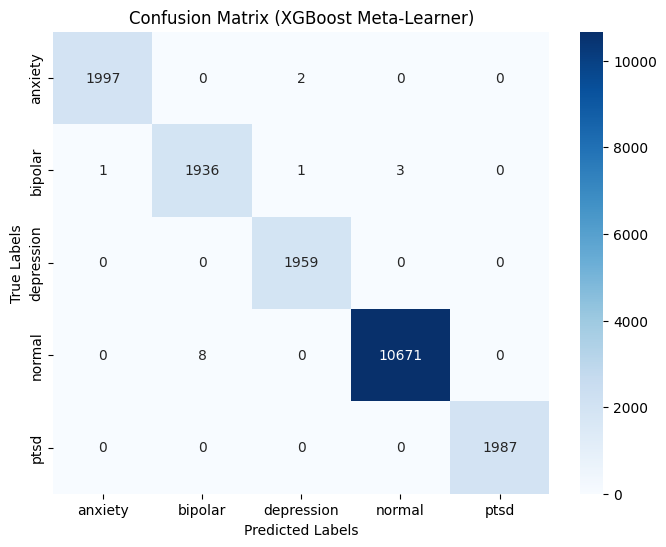 Confusion Matrix (XGBoost Meta-Learner)
anxiety 1997 0 2 0 0
bipolar 1 1936 1 3 0
depression 0 0 1959 0 0
normal 0 8 0 10671 0
ptsd 0 0 0 0 1987
True Labels
anxiety bipolar depression normal ptsd
Predicted Labels
10000
8000
6000
4000
2000
0